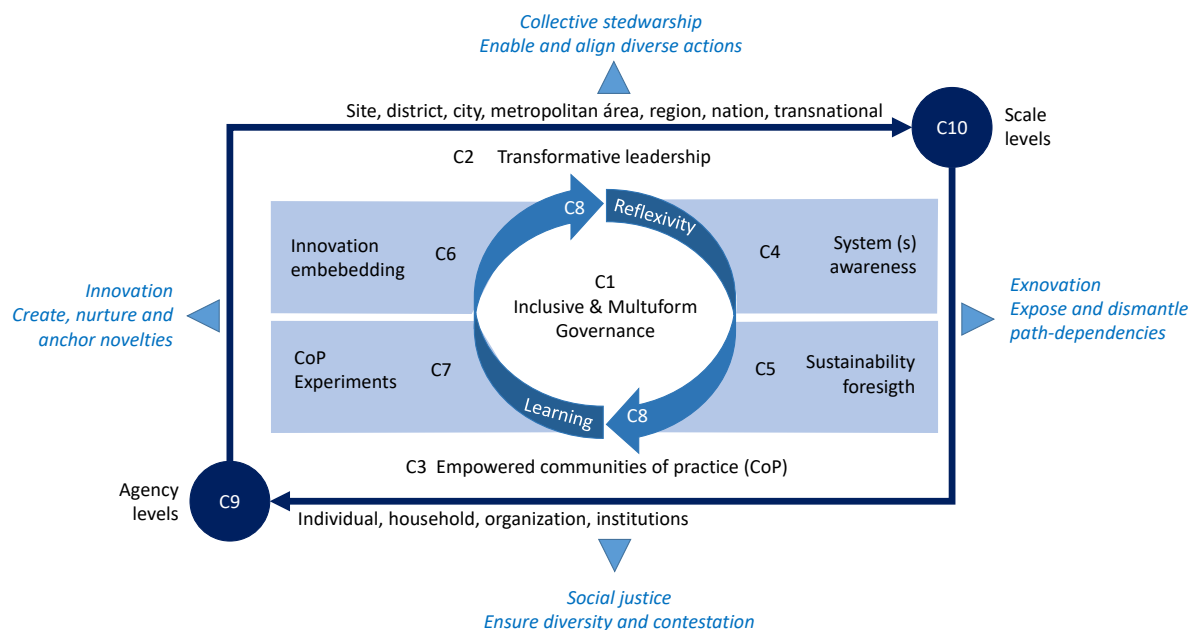 Collective stedwarship
Enable and align diverse actions
Site, district, city, metropolitan área, region, nation, transnational
C10
Scale
levels
C2 Transformative leadership
C8
Reflexivity
Innovation
embebedding
C6
C4
System (s)
awareness
C1
Inclusive & Multuform
Governance
Innovation
Create, nurture and
anchor novelties
Exnovation
Expose and dismantle
path-dependencies
CoP
Experiments
C7
C5
Sustainability
foresigth
Learning
C8
C3 Empowered communities of practice (CoP)
Agency
levels
C9
Individual, household, organization, institutions
Social justice
Ensure diversity and contestation